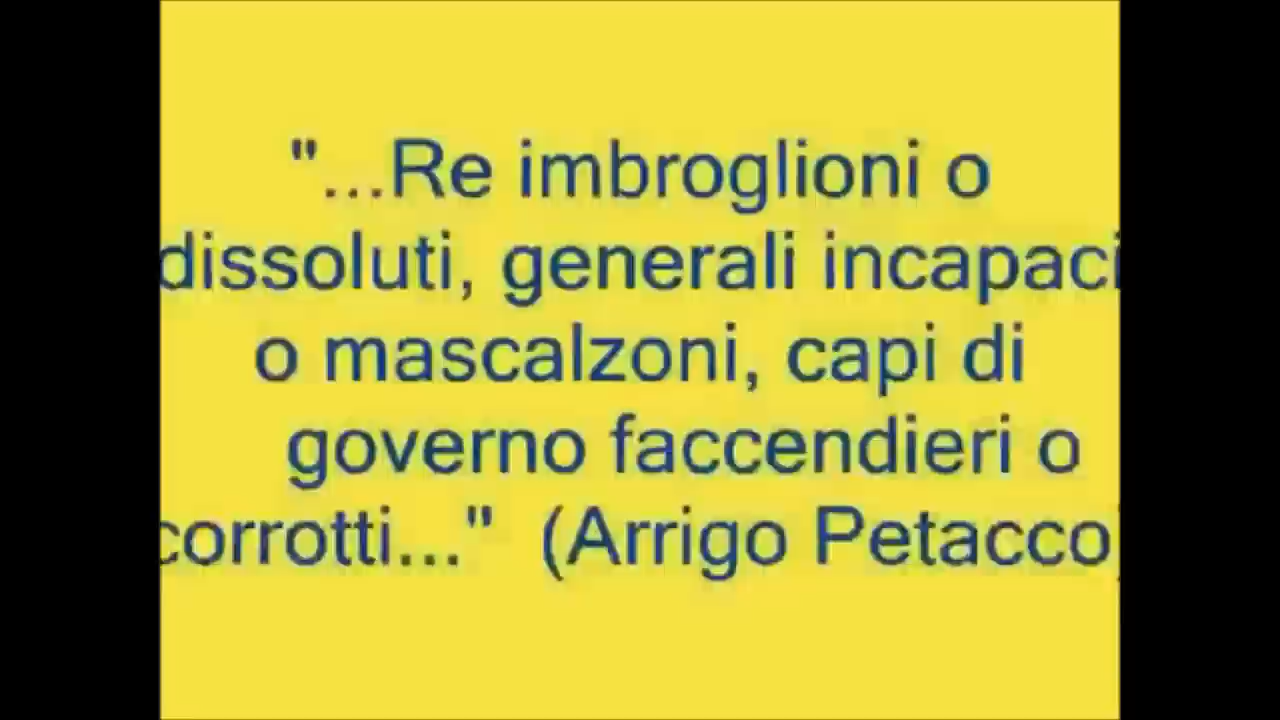 "...Re imbroglioni o
dissoluti, generali incapaci
o mascalzoni, capi di
governo faccendieri o
corrotti..." (Arrigo Petacco)